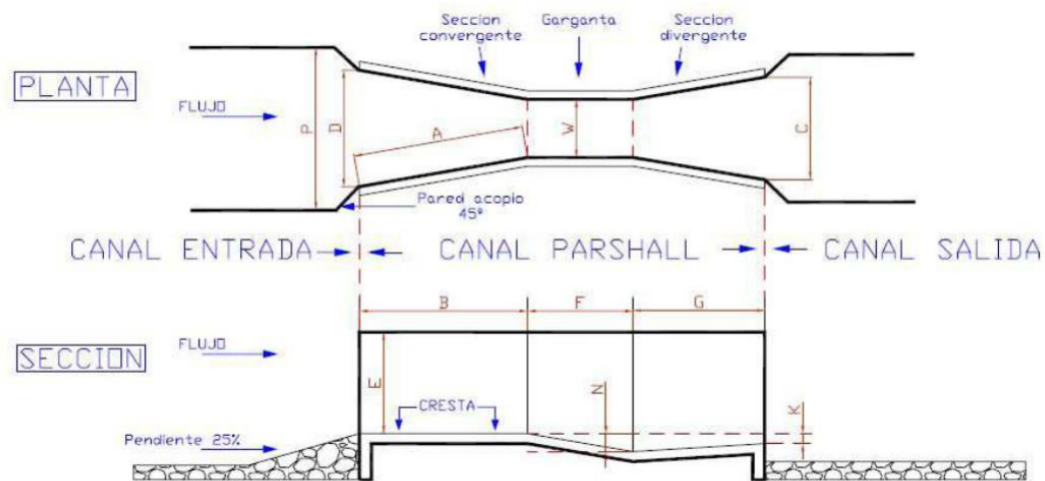 Seccion
convergente
Garganta
Seccion
divergente
PLANTA
FLUJO
P
D
A
W
C
Pared acopio
45º
CANAL ENTRADA
CANAL PARSHALL
CANAL SALIDA
B
F
G
SECCION
FLUJO
E
N
K
CRESTA
Pendiente 25%